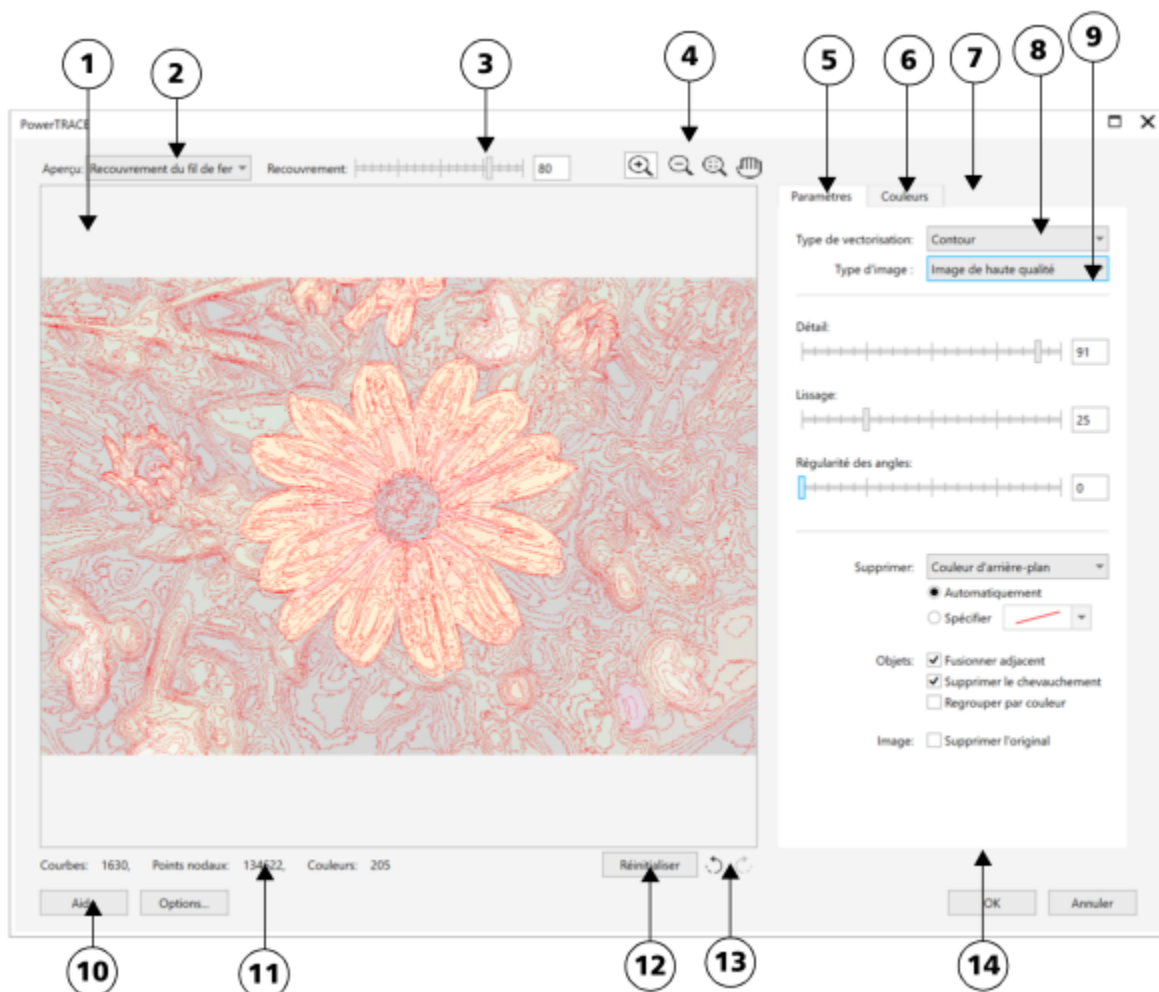 1
2
3
4
5
6
7
8
9
PowerTRACE
Aperçu: Recouvrement du fil de fer Recouvrement: 80
Paramètres Couleurs
Type de vectorisation: Contour
Type d'image : Image de haute qualité
Détail:
91
Lissage:
25
Régularité des angles:
0
Supprimer: Couleur d'arrière-plan
Automatiquement
Spécifier
Objets: Fusionner adjacent
Supprimer le chevauchement
Regrouper par couleur
Image: Supprimer l'original
Courbes: 1630, Points nodaux: Couleurs: 205
Réinitialiser
Options...
OK Annuler
10
11
12
13
14